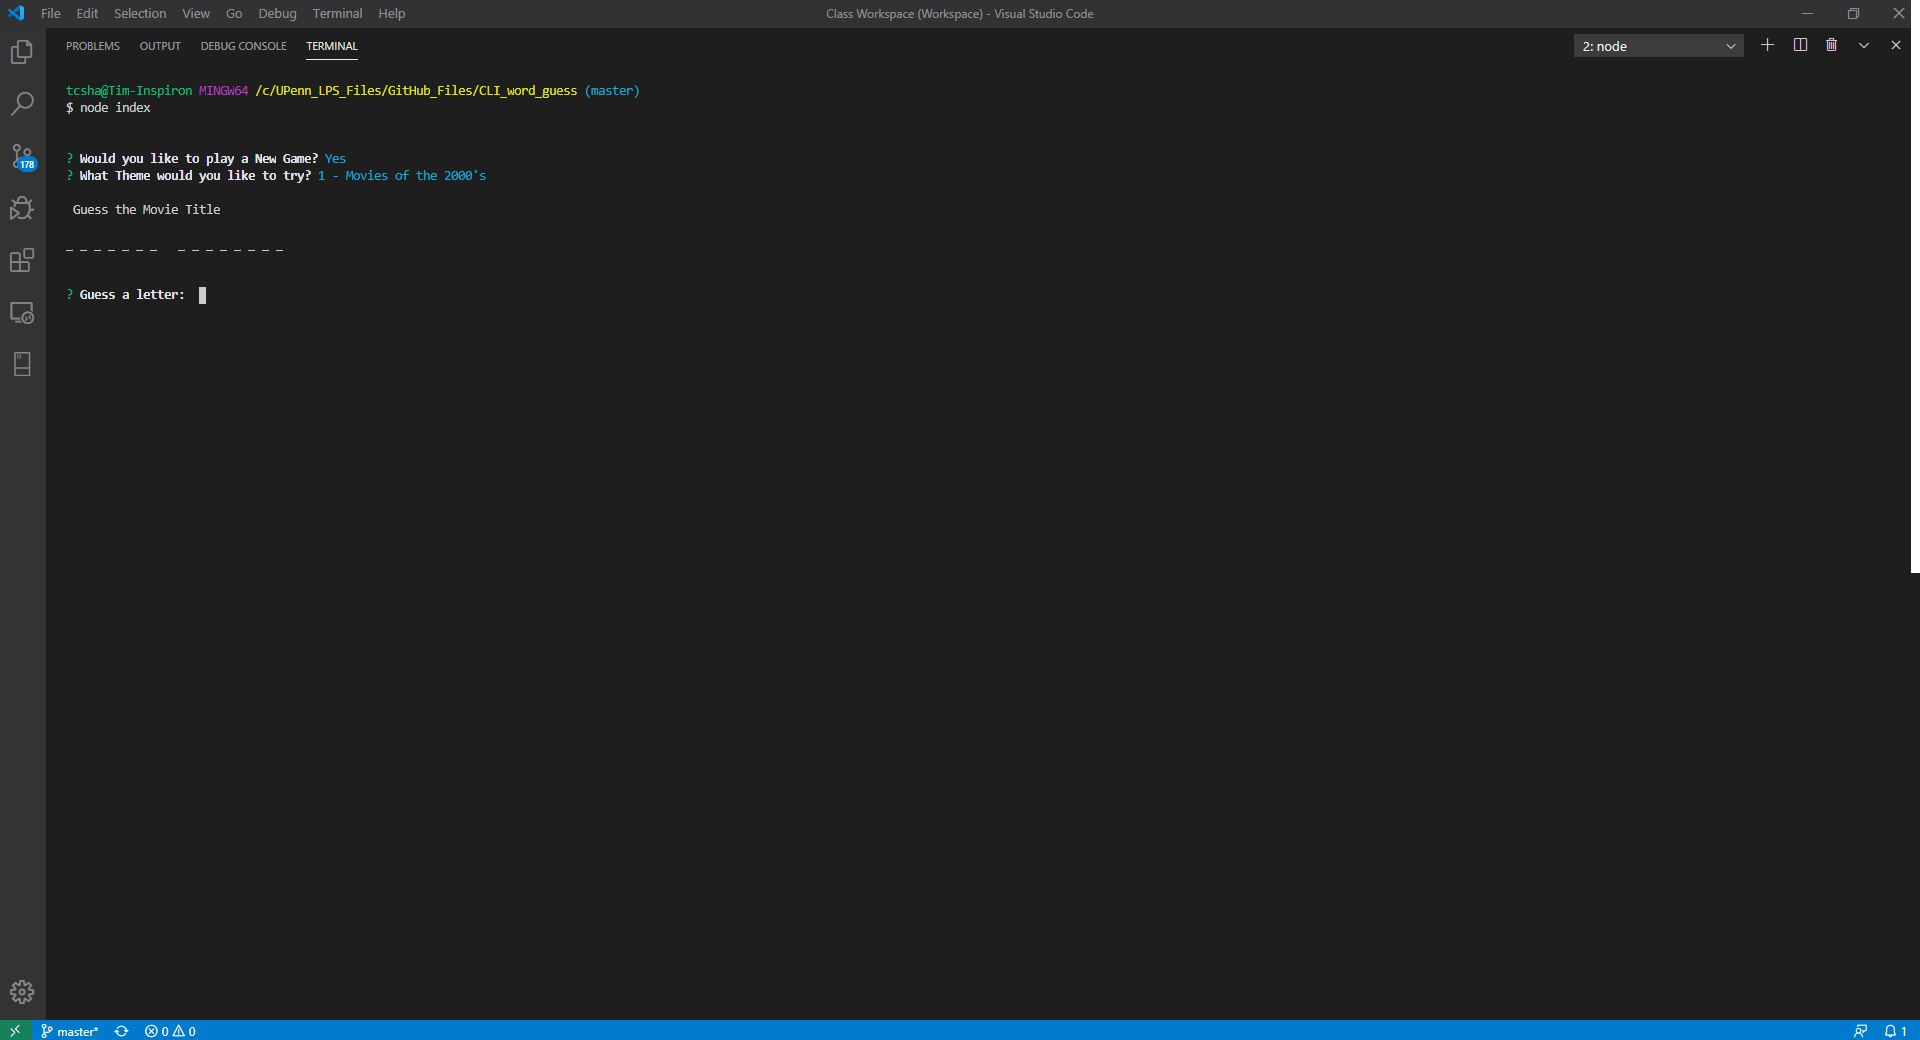 File Edit Selection View Go Debug Terminal Help Class Workspace (Workspace) - Visual Studio Code
PROBLEMS OUTPUT DEBUG CONSOLE TERMINAL 2: node
tcsha@Tim-Inspiron MINGW64 /c/UPenn_LPS_Files/GitHub_Files/CLI_word_guess (master)
$ node index
? Would you like to play a New Game? Yes
? What Theme would you like to try? 1 - Movies of the 2000's
Guess the Movie Title
_ _ _ _ _ _ _   _ _ _ _ _ _ _ _
? Guess a letter:
178
master* 0 0 1